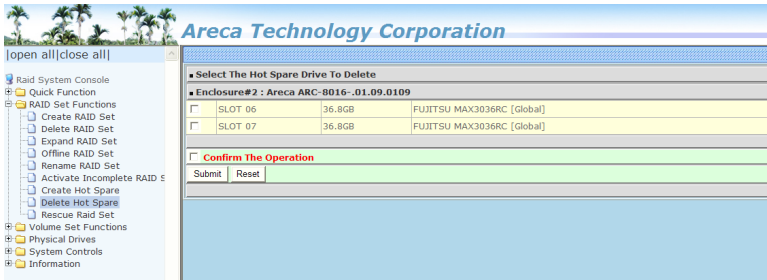 Areca Technology Corporation
|open all|close all|
Raid System Console
Quick Function
RAID Set Functions
Create RAID Set
Delete RAID Set
Expand RAID Set
Offline RAID Set
Rename RAID Set
Activate Incomplete RAID S
Create Hot Spare
Delete Hot Spare
Rescue Raid Set
Volume Set Functions
Physical Drives
System Controls
Information
Select The Hot Spare Drive To Delete
Enclosure#2 : Areca ARC-8016-.01.09.0109
SLOT 06 36.8GB FUJITSU MAX3036RC [Global]
SLOT 07 36.8GB FUJITSU MAX3036RC [Global]
Confirm The Operation
Submit Reset